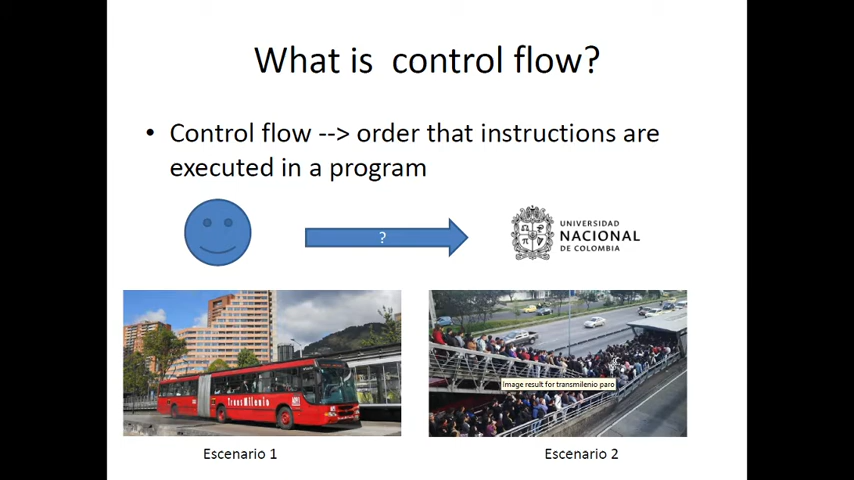 What is control flow?
• Control flow --> order that instructions are
executed in a program
?
UNIVERSIDAD
NACIONAL
DE COLOMBIA
TransMilenio
Image result for transmilenio paro
Escenario 1
Escenario 2